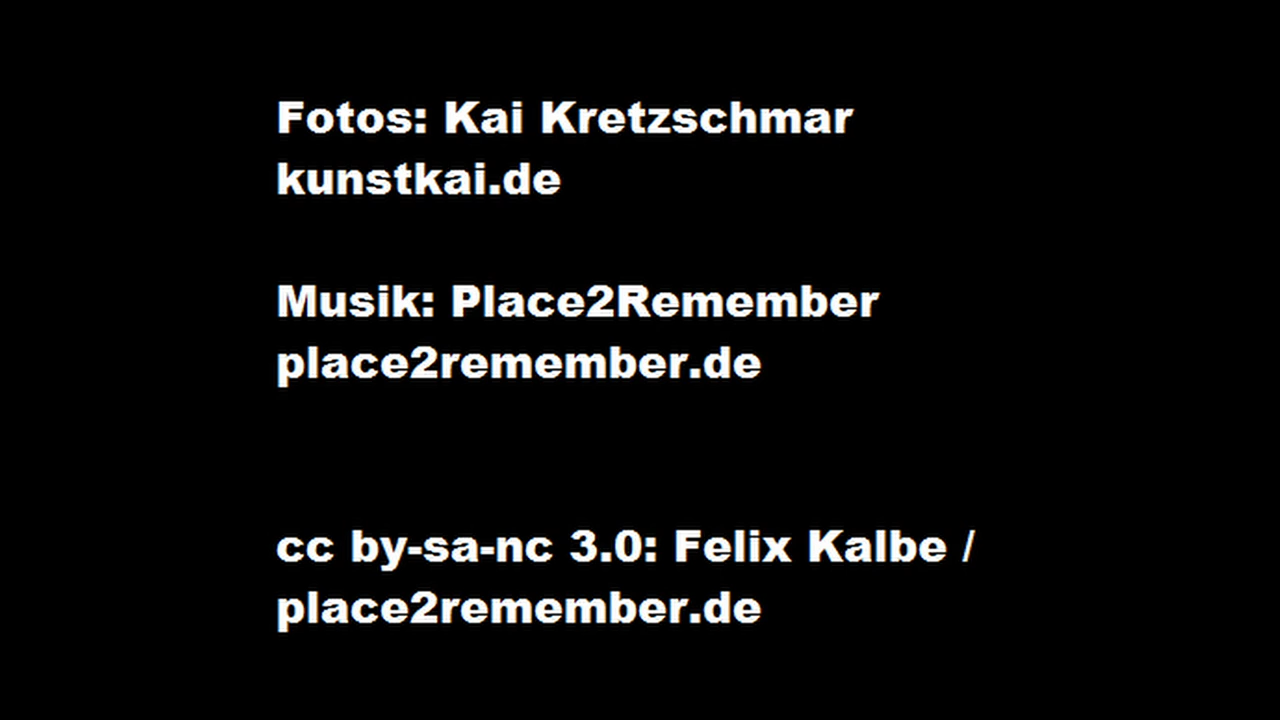 Fotos: Kai Kretzschmar
kunstkai.de
Musik: Place2Remember
place2remember.de
cc by-sa-nc 3.0: Felix Kalbe /
place2remember.de